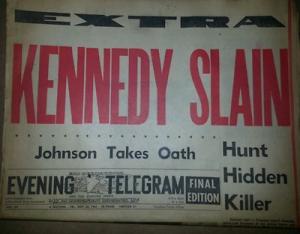 EXTRA
KENNEDY SLAIN
Johnson Takes Oath
Hunt
Hidden
Killer
EVENING TELEGRAM
FINAL
EDITION